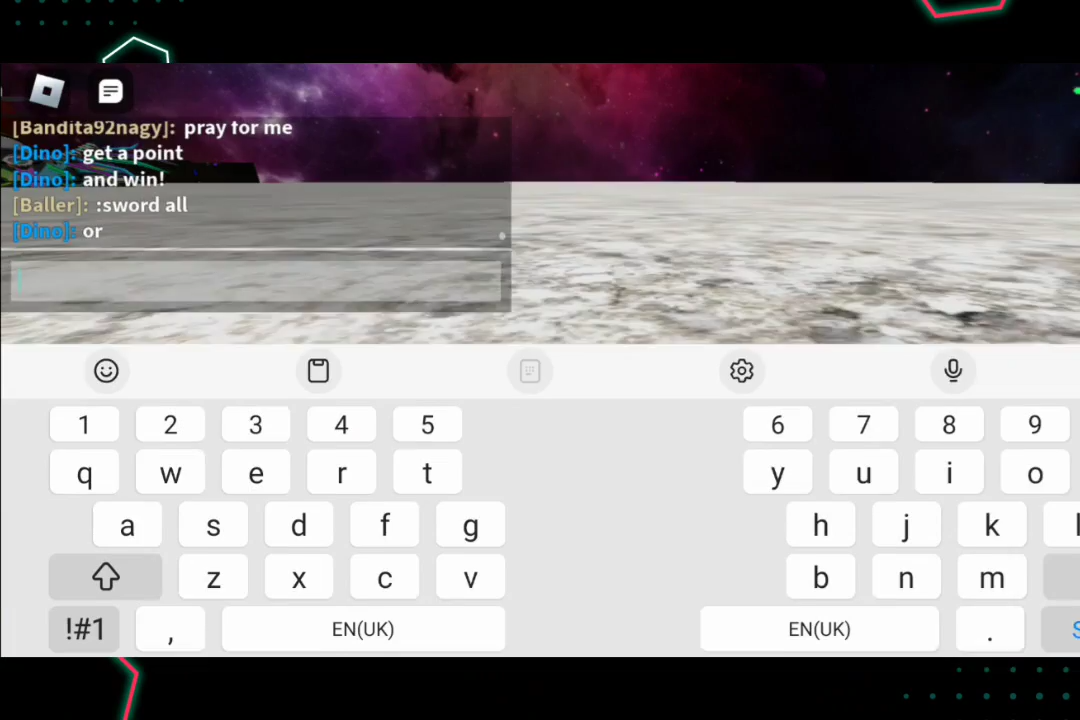 [Bandita92nagy]: pray for me
[Dino]: get a point
[Dino]: and win!
[Baller]: :sword all
[Dino]: or
1 2 3 4 5 6 7 8 9
q w e r t y u i o
a s d f g h j k
z x c v b n m
!#1 , EN(UK) EN(UK) .